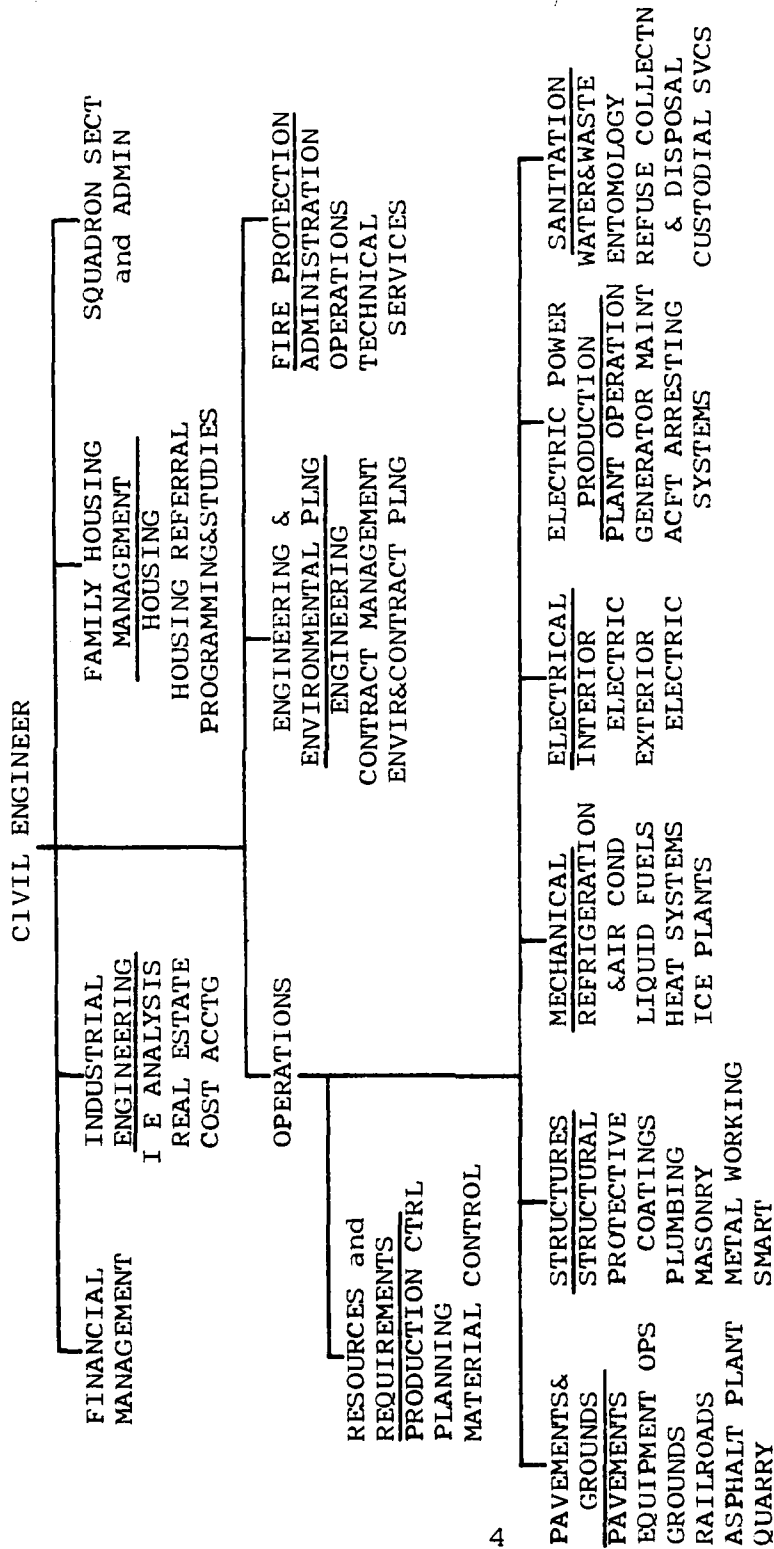 CIVIL ENGINEER
FINANCIAL
MANAGEMENT
INDUSTRIAL
ENGINEERING
I E ANALYSIS
REAL ESTATE
COST ACCTG
FAMILY HOUSING
MANAGEMENT
HOUSING
HOUSING REFERRAL
PROGRAMMING&STUDIES
SQUADRON SECT
and ADMIN
OPERATIONS
ENGINEERING &
ENVIRONMENTAL PLNG
ENGINEERING
CONTRACT MANAGEMENT
ENVIR&CONTRACT PLNG
FIRE PROTECTION
ADMINISTRATION
OPERATIONS
TECHNICAL
SERVICES
RESOURCES and
REQUIREMENTS
PRODUCTION CTRL
PLANNING
MATERIAL CONTROL
PAVEMENTS&
GROUNDS
PAVEMENTS
EQUIPMENT OPS
GROUNDS
RAILROADS
ASPHALT PLANT
QUARRY
STRUCTURES
STRUCTURAL
PROTECTIVE
COATINGS
PLUMBING
MASONRY
METAL WORKING
SMART
MECHANICAL
REFRIGERATION
&AIR COND
LIQUID FUELS
HEAT SYSTEMS
ICE PLANTS
ELECTRICAL
INTERIOR
ELECTRIC
EXTERIOR
ELECTRIC
ELECTRIC POWER
PRODUCTION
PLANT OPERATION
GENERATOR MAINT
ACFT ARRESTING
SYSTEMS
SANITATION
WATER&WASTE
ENTOMOLOGY
REFUSE COLLECTN
& DISPOSAL
CUSTODIAL SVCS
4